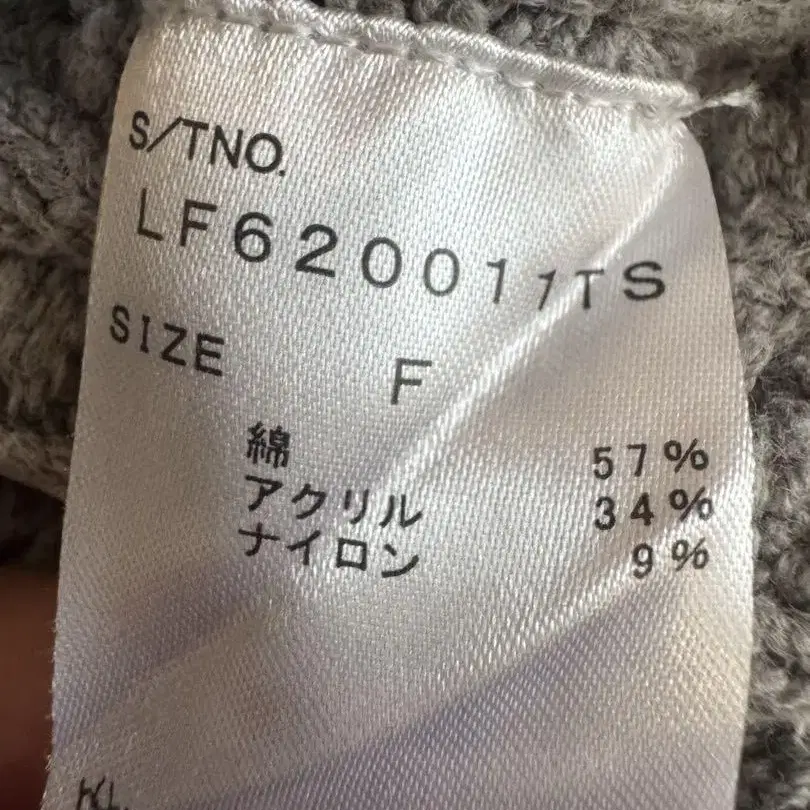 S/TNO.
LF620011TS
SIZE F
綿 57%
アクリル 34%
ナイロン 9%